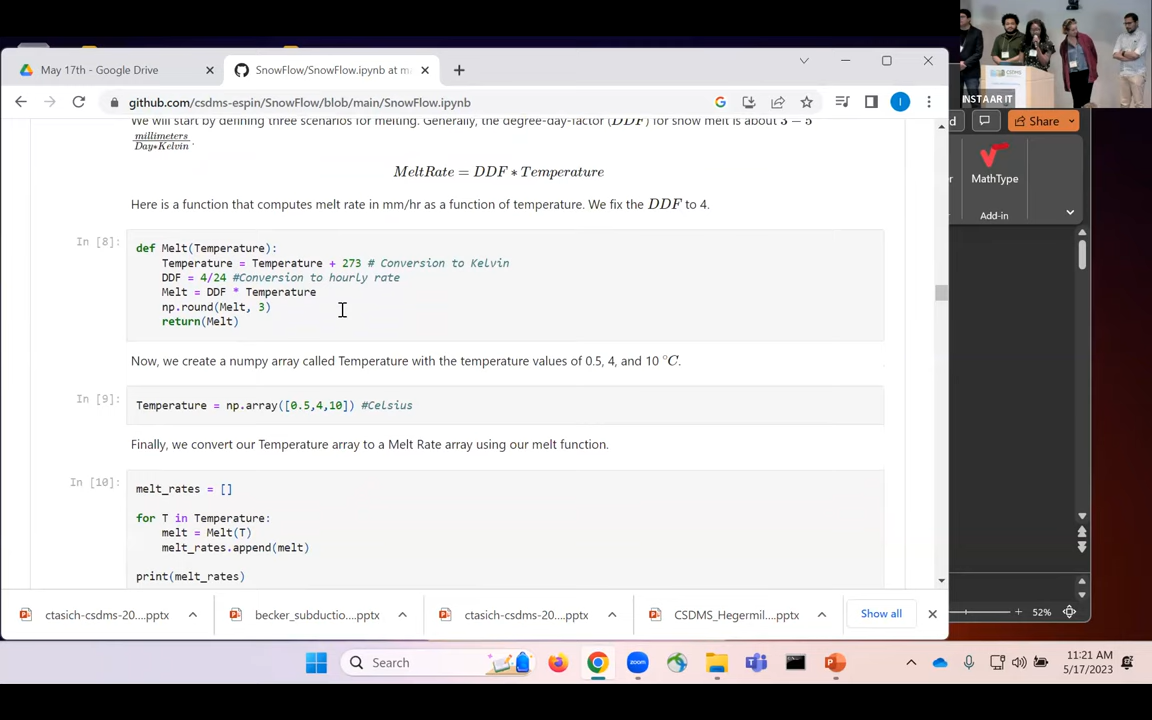 May 17th - Google Drive
SnowFlow/SnowFlow.ipynb at m
github.com/csdms-espin/SnowFlow/blob/main/SnowFlow.ipynb
INSTAAR IT
Share
MathType
Add-in
We will start by defining three scenarios for melting. Generally, the degree-day-factor (DDF) for show melt is about 3 − 5
millimeters
Day*Kelvin.
MeltRate = DDF * Temperature
Here is a function that computes melt rate in mm/hr as a function of temperature. We fix the DDF to 4.
In [8]:
def Melt(Temperature):
Temperature = Temperature + 273 # Conversion to Kelvin
DDF = 4/24 #Conversion to hourly rate
Melt = DDF * Temperature
np.round(Melt, 3)
return(Melt)
Now, we create a numpy array called Temperature with the temperature values of 0.5, 4, and 10 °C.
In [9]:
Temperature = np.array([0.5,4,10]) #Celsius
Finally, we convert our Temperature array to a Melt Rate array using our melt function.
In [10]:
melt_rates = []
for T in Temperature:
melt = Melt(T)
melt_rates.append(melt)
print(melt_rates)
ctasich-csdms-20....pptx
becker_subductio....pptx
ctasich-csdms-20....pptx
CSDMS_Hegermil....pptx
Show all
52%
Search
11:21 AM
5/17/2023